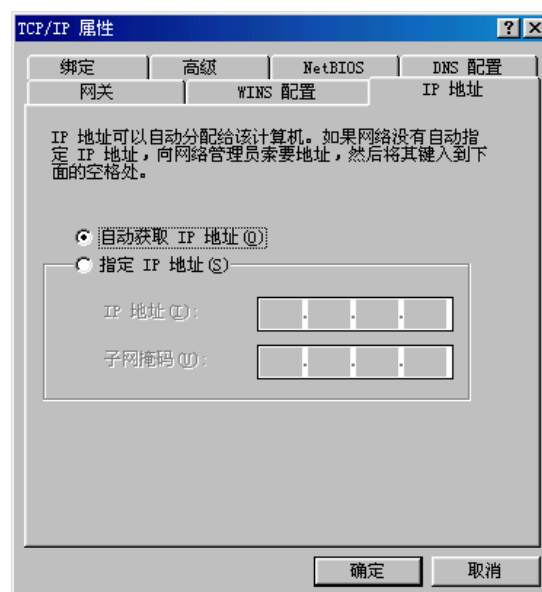 TCP/IP 属性
绑定 高级 NetBIOS DNS 配置
网关 WINS 配置 IP 地址
IP 地址可以自动分配给该计算机。如果网络没有自动指
定 IP 地址，向网络管理员索要地址，然后将其键入到下
面的空格处。
自动获取 IP 地址(O)
指定 IP 地址(S)
IP 地址(I):
子网掩码(U):
确定 取消